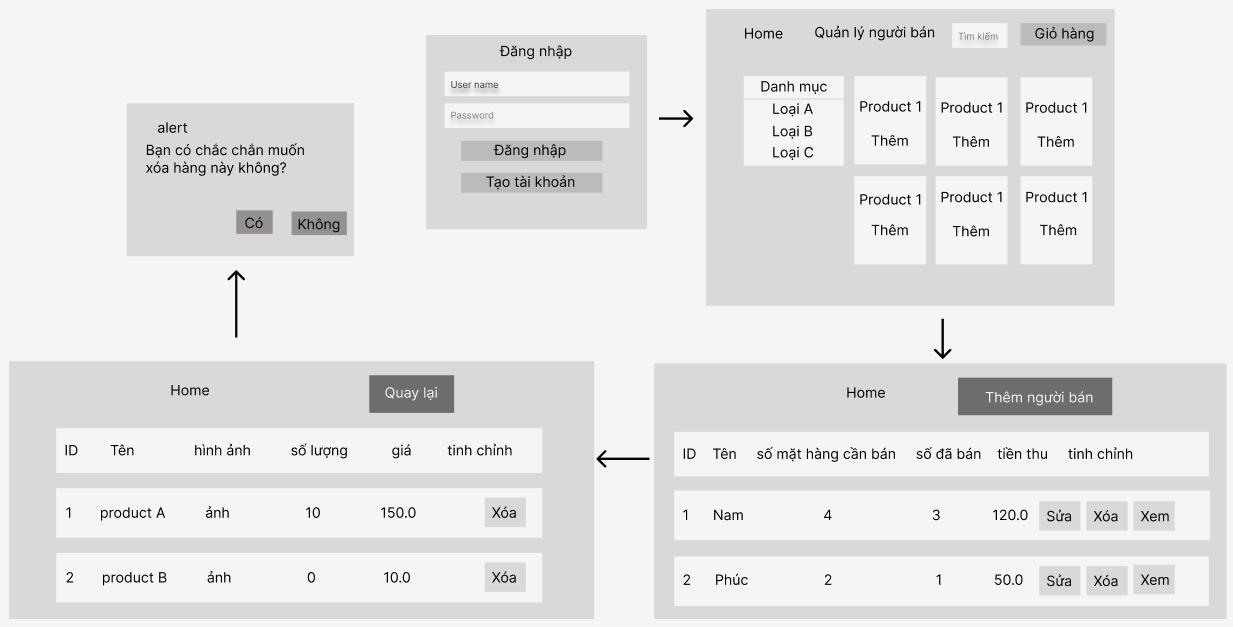 Đăng nhập
User name
Password
Đăng nhập
Tạo tài khoản
Home Quản lý người bán Tìm kiếm Giỏ hàng
Danh mục
Loại A
Loại B
Loại C
Product 1 Product 1 Product 1
Thêm Thêm Thêm
Product 1 Product 1 Product 1
Thêm Thêm Thêm
alert
Bạn có chắc chắn muốn
xóa hàng này không?
Có Không
Home Quay lại
ID Tên hình ảnh số lượng giá tinh chỉnh
1 product A ảnh 10 150.0 Xóa
2 product B ảnh 0 10.0 Xóa
Home Thêm người bán
ID Tên số mặt hàng cần bán số đã bán tiền thu tinh chỉnh
1 Nam 4 3 120.0 Sửa Xóa Xem
2 Phúc 2 1 50.0 Sửa Xóa Xem